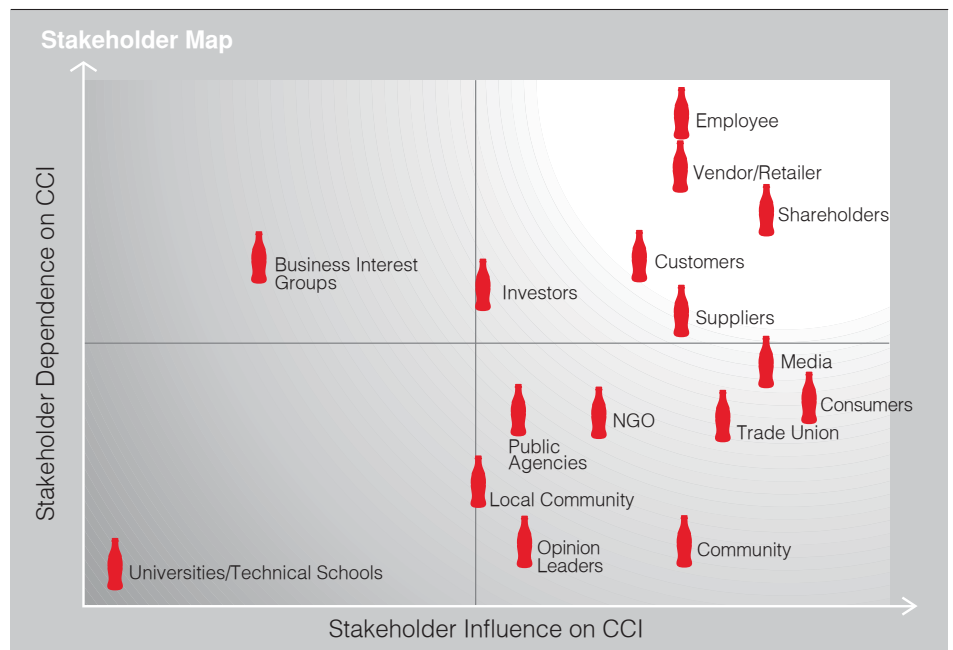 Stakeholder Map
Stakeholder Dependence on CCI
Employee
Vendor/Retailer
Shareholders
Business Interest
Groups
Customers
Investors
Suppliers
Media
Consumers
NGO
Trade Union
Public
Agencies
Local Community
Opinion
Leaders
Community
Universities/Technical Schools
Stakeholder Influence on CCI